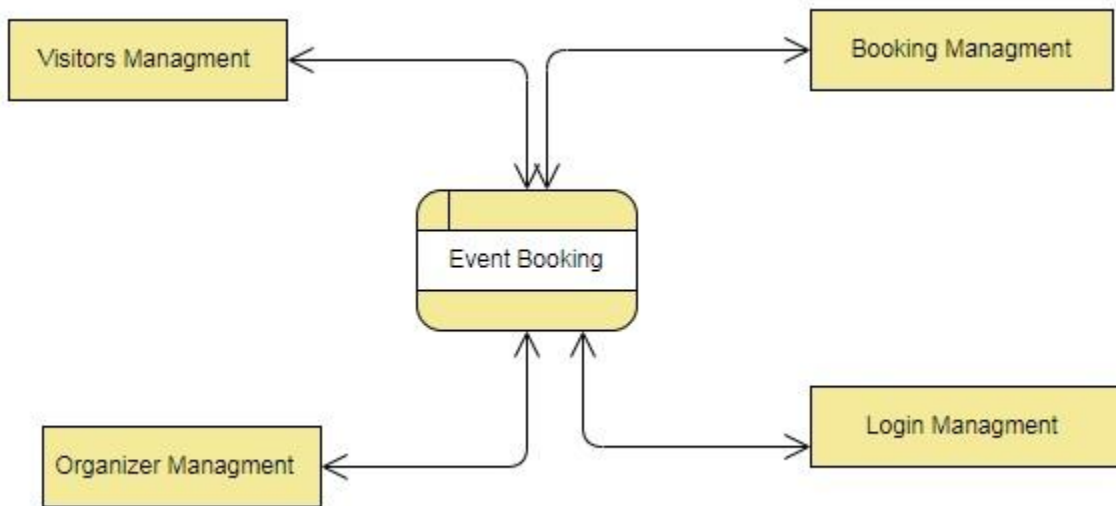 Visitors Managment
Booking Managment
Event Booking
Organizer Managment
Login Managment